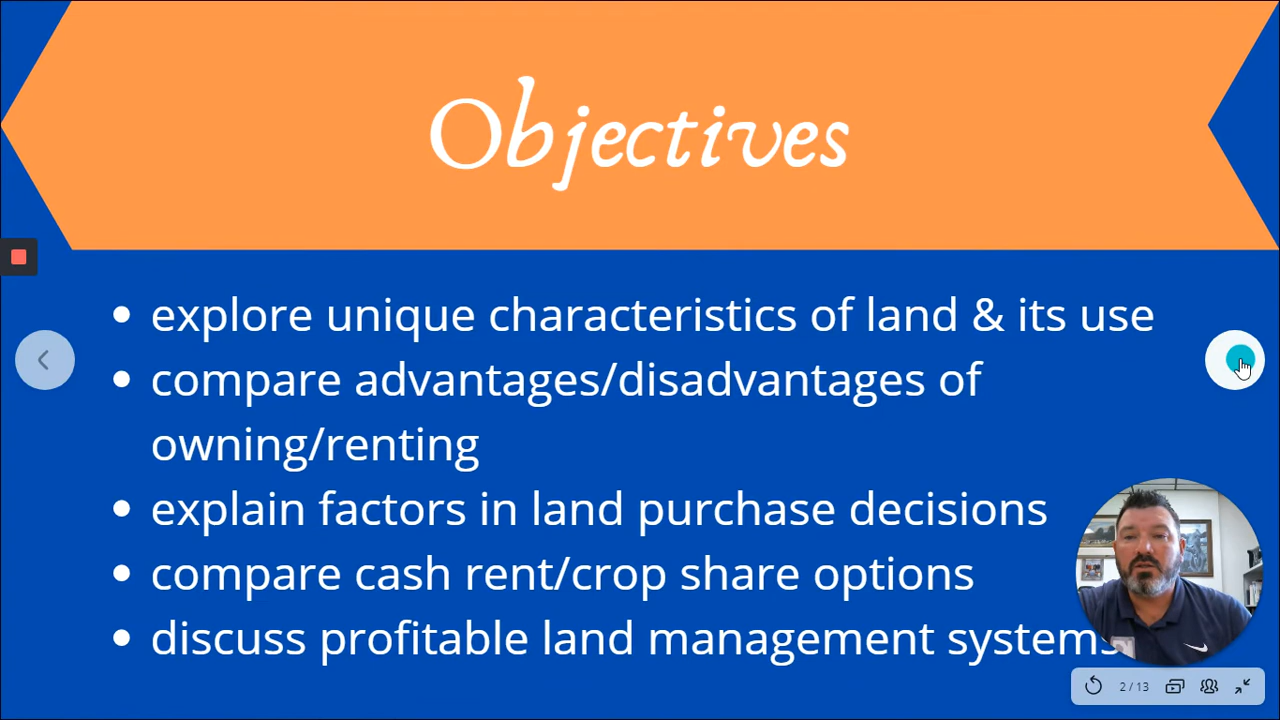 Objectives
• explore unique characteristics of land & its use
• compare advantages/disadvantages of
owning/renting
• explain factors in land purchase decisions
• compare cash rent/crop share options
• discuss profitable land management systems
2 / 13